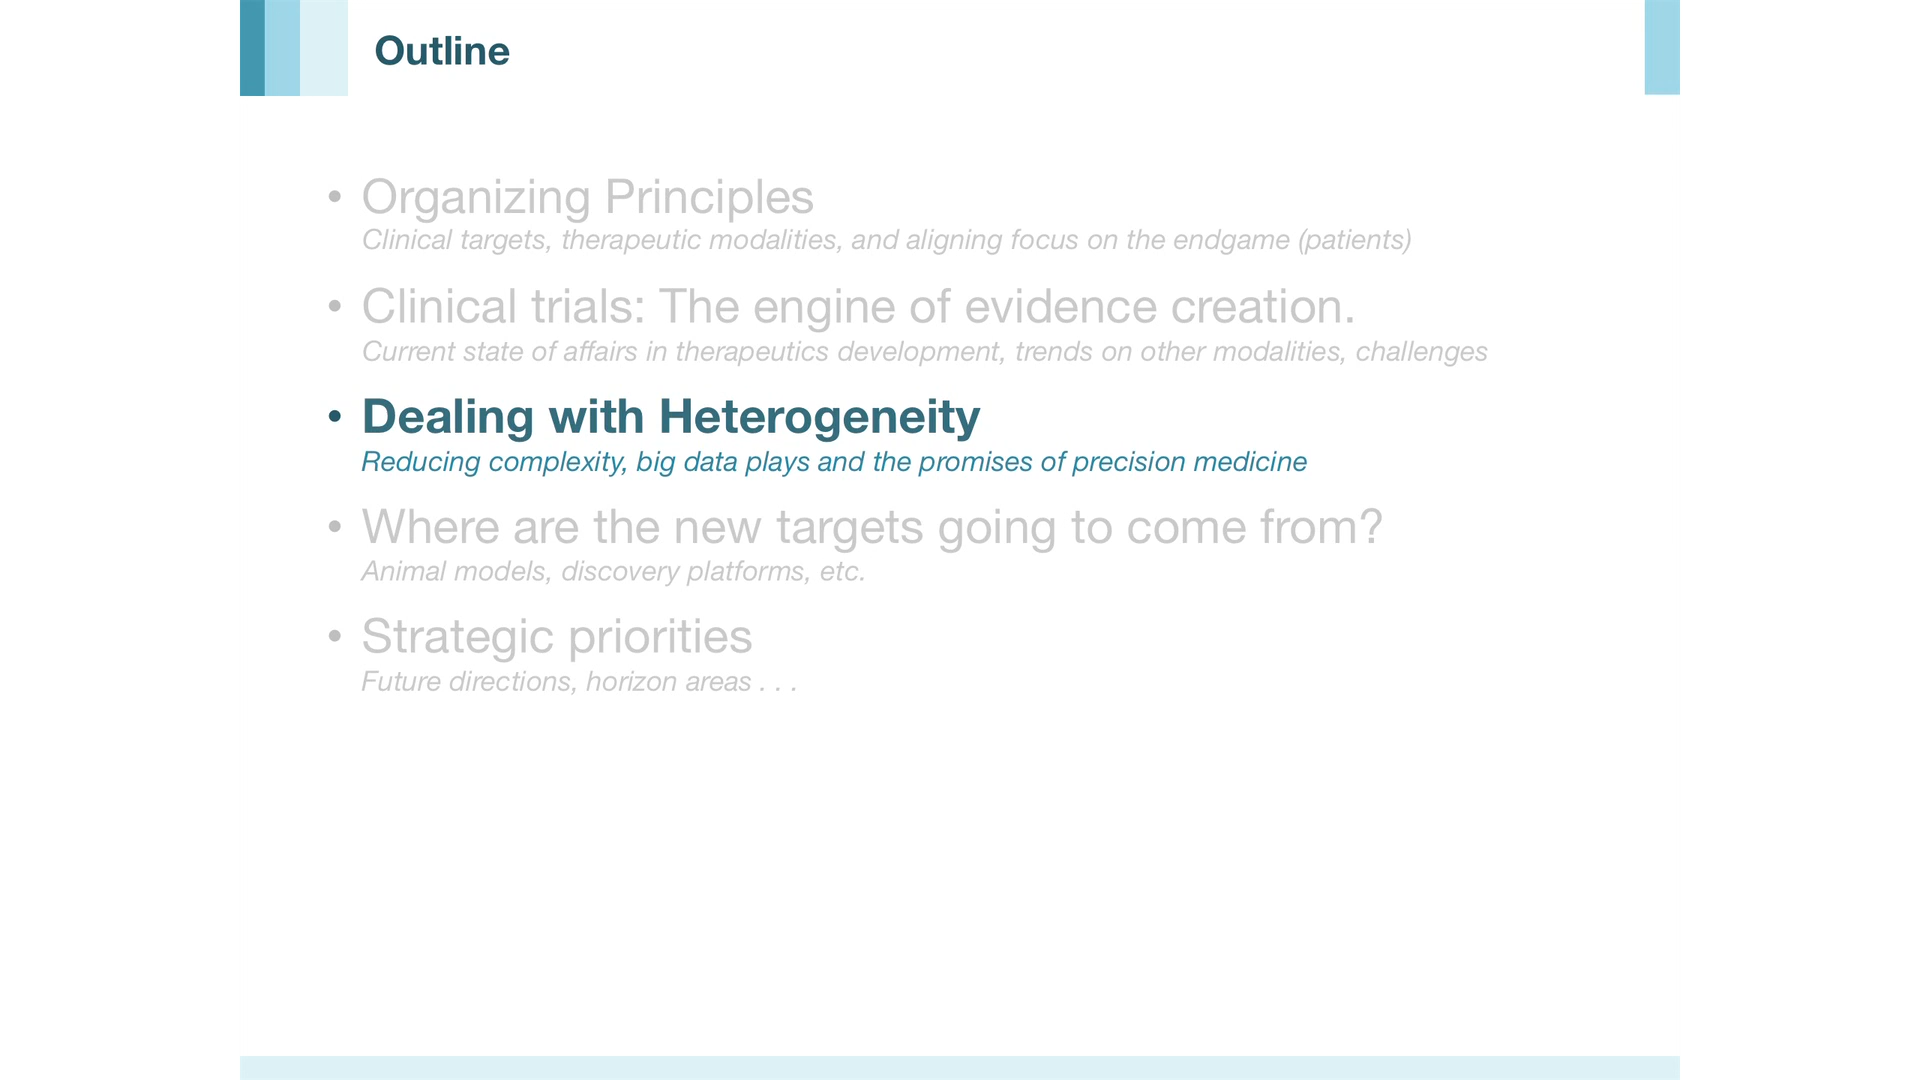 Outline
• Organizing Principles
Clinical targets, therapeutic modalities, and aligning focus on the endgame (patients)
• Clinical trials: The engine of evidence creation.
Current state of affairs in therapeutics development, trends on other modalities, challenges
• Dealing with Heterogeneity
Reducing complexity, big data plays and the promises of precision medicine
• Where are the new targets going to come from?
Animal models, discovery platforms, etc.
• Strategic priorities
Future directions, horizon areas . . .